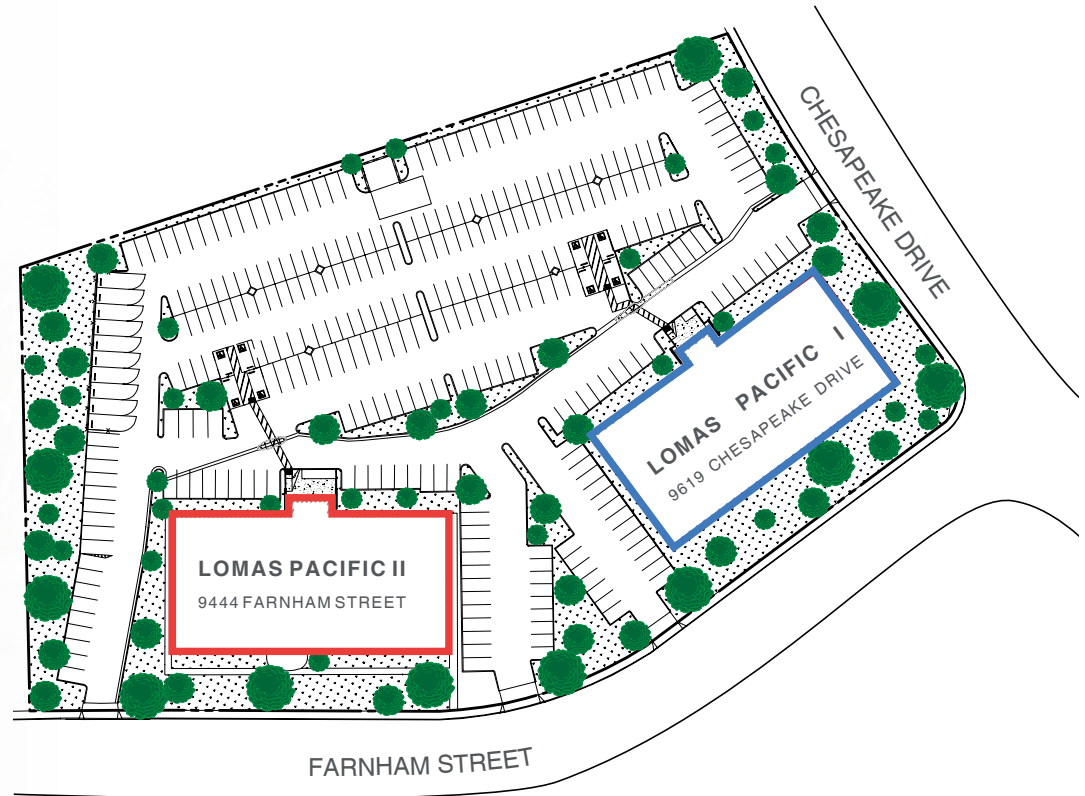 CHESAPEAKE DRIVE
LOMAS PACIFIC I
9619 CHESAPEAKE DRIVE
LOMAS PACIFIC II
9444 FARNHAM STREET
FARNHAM STREET